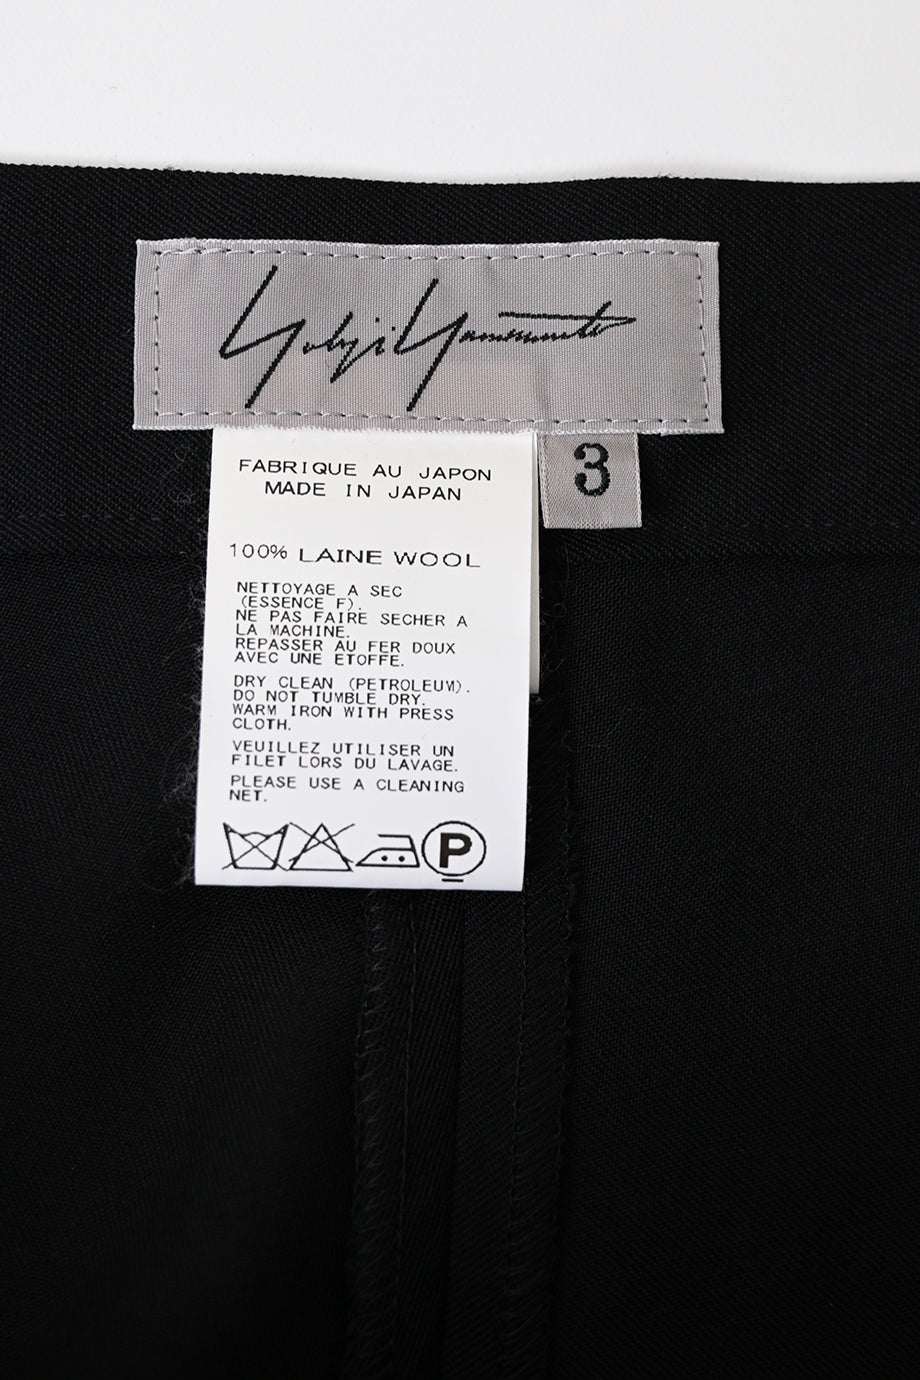 Yohji Yamamoto
3
FABRIQUE AU JAPON
MADE IN JAPAN
100% LAINE WOOL
NETTOYAGE A SEC
(ESSENCE F).
NE PAS FAIRE SECHER A
LA MACHINE.
REPASSER AU FER DOUX
AVEC UNE ETOFFE.
DRY CLEAN (PETROLEUM).
DO NOT TUMBLE DRY.
WARM IRON WITH PRESS
CLOTH.
VEUILLEZ UTILISER UN
FILET LORS DU LAVAGE.
PLEASE USE A CLEANING
NET.
P